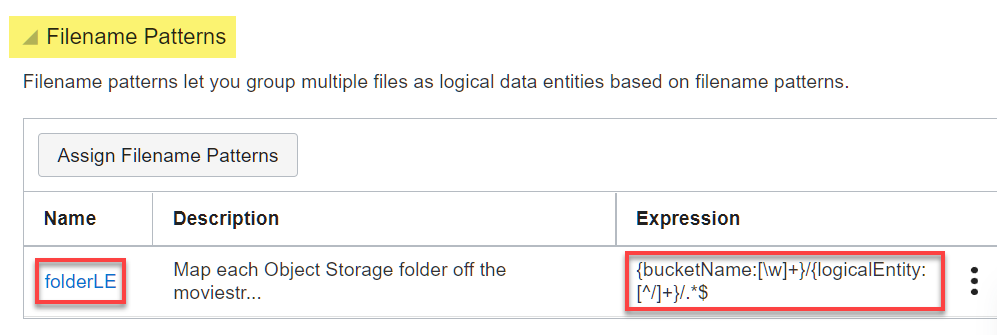 Filename Patterns
Filename patterns let you group multiple files as logical data entities based on filename patterns.
Assign Filename Patterns
Name Description Expression
folderLE Map each Object Storage folder off the {bucketName:[\w]+}/{logicalEntity:
moviestr... [^/]+}/.*$